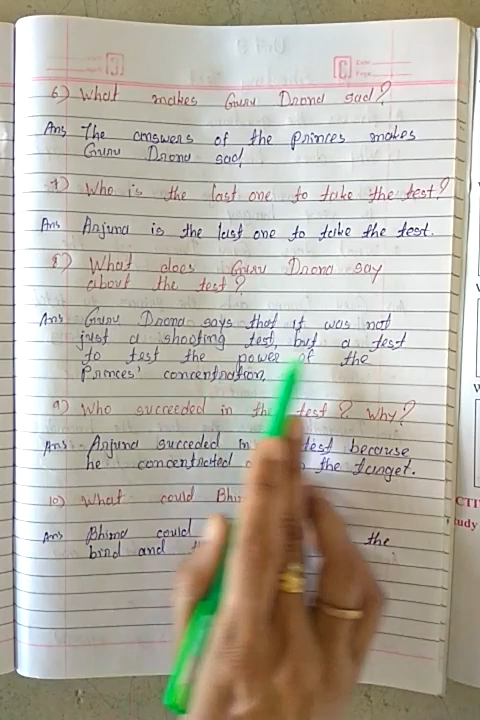 6) What makes Guru Drona sad?
Ans The answers of the Princes makes
Guru Drona sad.
7) Who is the last one to take the test?
Ans Arjuna is the last one to take the test.
8) What does Guru Drona say
about the test?
Ans Guru Drona says that it was not
just a shooting test, but a test
to test the power of the
Princes' concentration.
9) Who succeeded in the test? Why?
Ans:- Arjuna succeded in test because
he concentrated the target.
10) What could
Ans Bhima could the
bird and